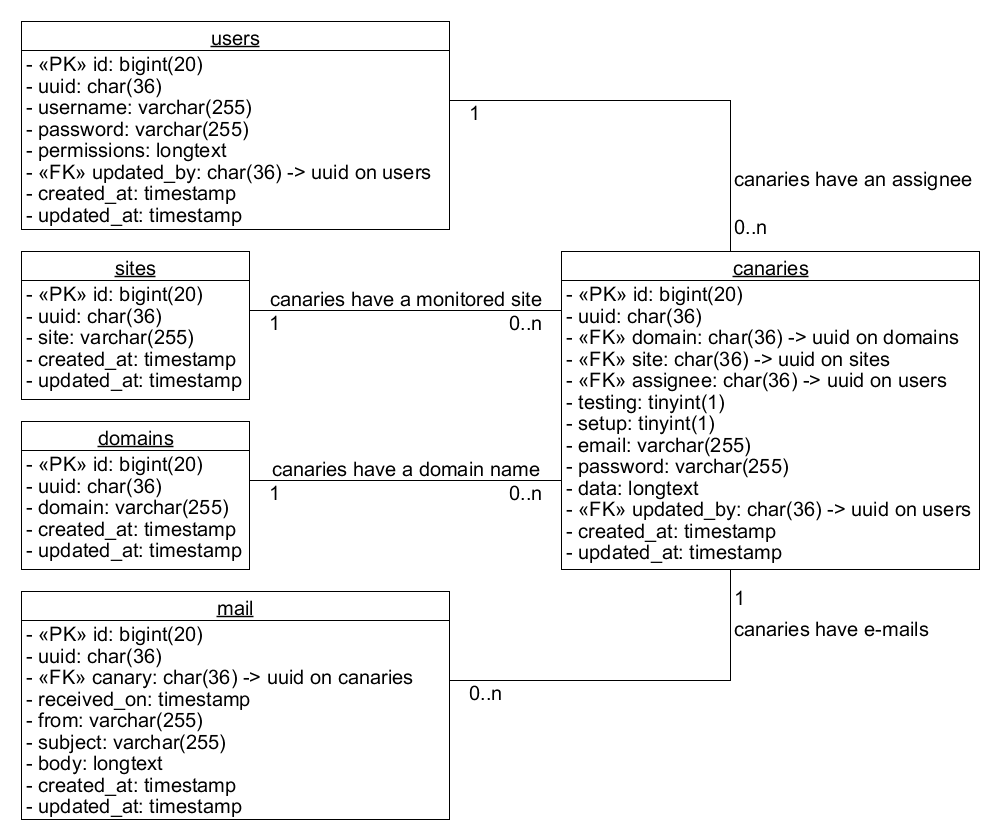 users
- «PK» id: bigint(20)
- uuid: char(36)
- username: varchar(255)
- password: varchar(255)
- permissions: longtext
- «FK» updated_by: char(36) -> uuid on users
- created_at: timestamp
- updated_at: timestamp
1
canaries have an assignee
0..n
sites
- «PK» id: bigint(20)
- uuid: char(36)
- site: varchar(255)
- created_at: timestamp
- updated_at: timestamp
canaries have a monitored site
1
0..n
canaries
- «PK» id: bigint(20)
- uuid: char(36)
- «FK» domain: char(36) -> uuid on domains
- «FK» site: char(36) -> uuid on sites
- «FK» assignee: char(36) -> uuid on users
- testing: tinyint(1)
- setup: tinyint(1)
- email: varchar(255)
- password: varchar(255)
- data: longtext
- «FK» updated_by: char(36) -> uuid on users
- created_at: timestamp
- updated_at: timestamp
domains
- «PK» id: bigint(20)
- uuid: char(36)
- domain: varchar(255)
- created_at: timestamp
- updated_at: timestamp
canaries have a domain name
1
0..n
mail
- «PK» id: bigint(20)
- uuid: char(36)
- «FK» canary: char(36) -> uuid on canaries
- received_on: timestamp
- from: varchar(255)
- subject: varchar(255)
- body: longtext
- created_at: timestamp
- updated_at: timestamp
1
canaries have e-mails
0..n